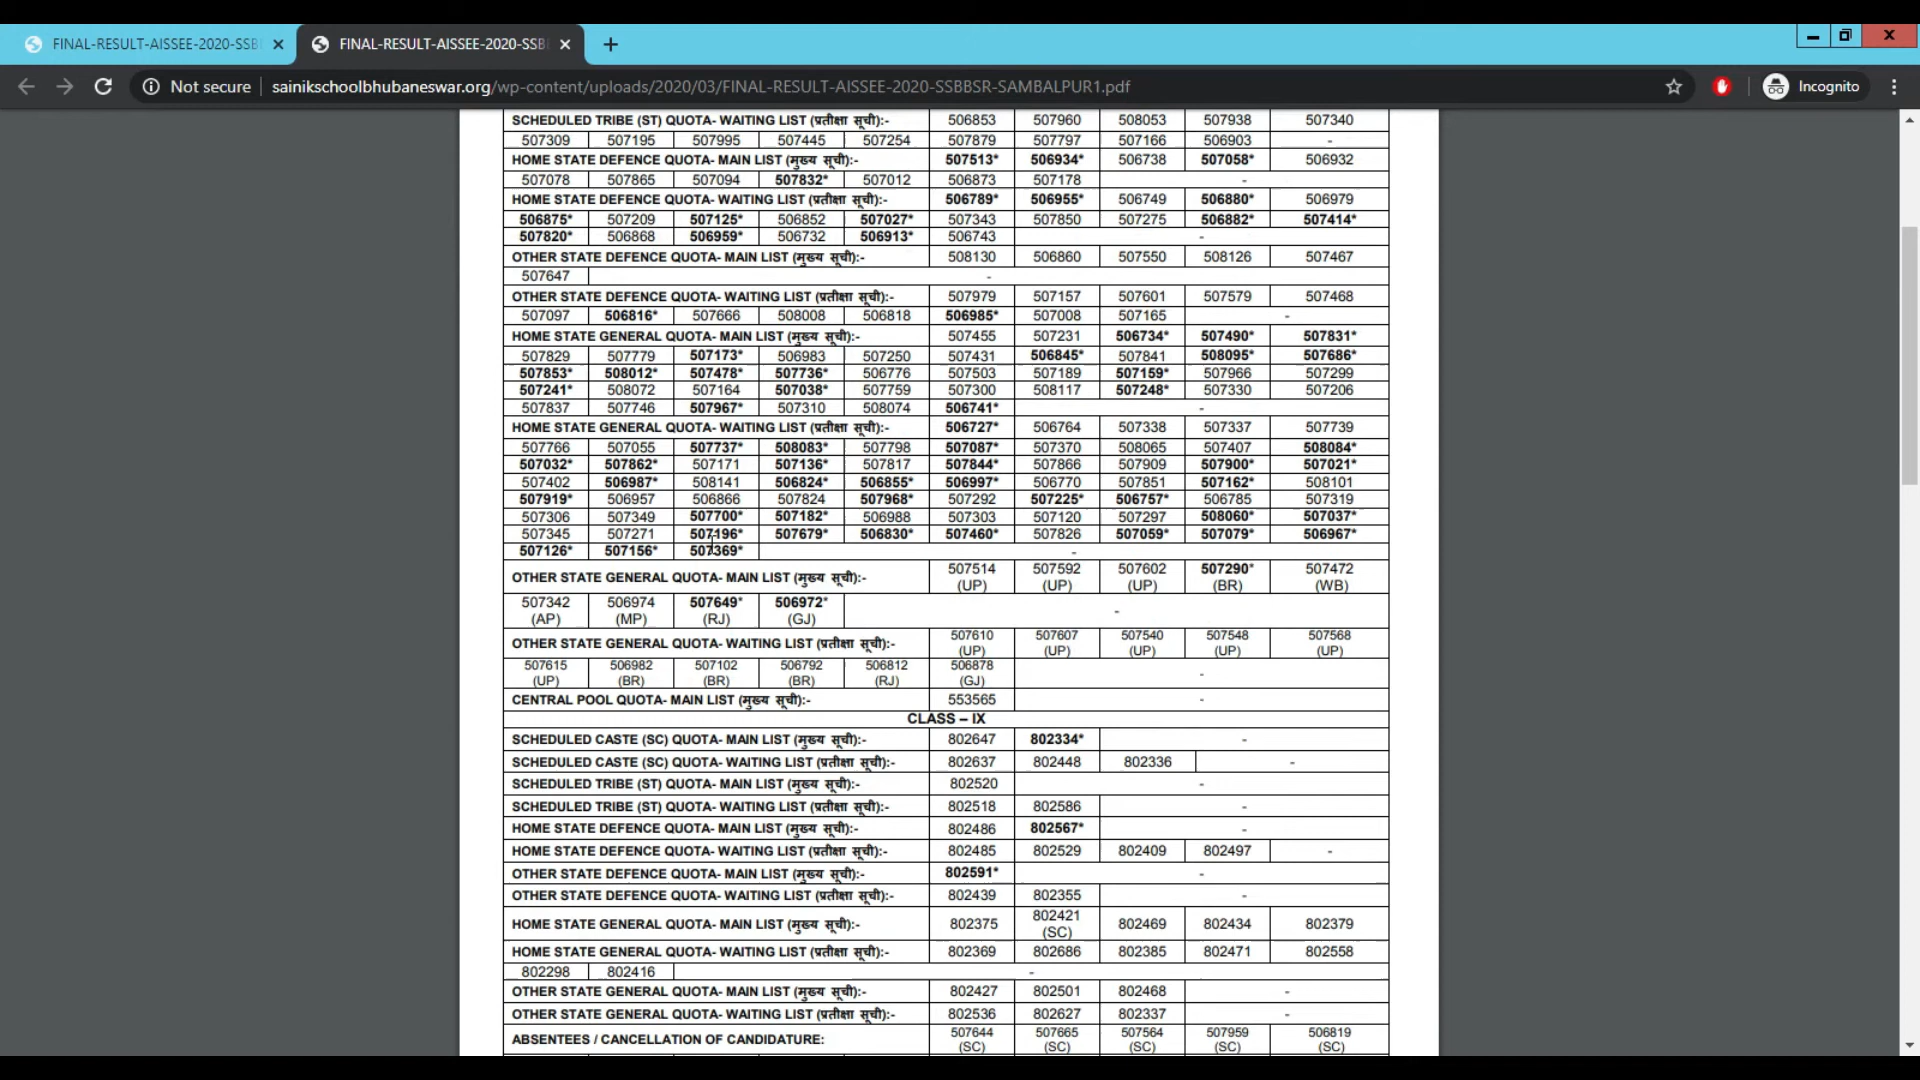 FINAL-RESULT-AISSEE-2020-SSB
FINAL-RESULT-AISSEE-2020-SSB
Not secure sainikschoolbhubaneswar.org/wp-content/uploads/2020/03/FINAL-RESULT-AISSEE-2020-SSBBSR-SAMBALPUR1.pdf Incognito
SCHEDULED TRIBE (ST) QUOTA- WAITING LIST (प्रतीक्षा सूची):- 506853 507960 508053 507938 507340
507309 507195 507995 507445 507254 507879 507797 507166 506903 -
HOME STATE DEFENCE QUOTA- MAIN LIST (मुख्य सूची):- 507513* 506934* 506738 507058* 506932
507078 507865 507094 507832* 507012 506873 507178 -
HOME STATE DEFENCE QUOTA- WAITING LIST (प्रतीक्षा सूची):- 506789* 506955* 506749 506880* 506979
506875* 507209 507125* 506852 507027* 507343 507850 507275 506882* 507414*
507820* 506868 506959* 506732 506913* 506743 -
OTHER STATE DEFENCE QUOTA- MAIN LIST (मुख्य सूची):- 508130 506860 507550 508126 507467
507647 -
OTHER STATE DEFENCE QUOTA- WAITING LIST (प्रतीक्षा सूची):- 507979 507157 507601 507579 507468
507097 506816* 507666 508008 506818 506985* 507008 507165 -
HOME STATE GENERAL QUOTA- MAIN LIST (मुख्य सूची):- 507455 507231 506734* 507490* 507831*
507829 507779 507173* 506983 507250 507431 506845* 507841 508095* 507686*
507853* 508012* 507478* 507736* 506776 507503 507189 507159* 507966 507299
507241* 508072 507164 507038* 507759 507300 508117 507248* 507330 507206
507837 507746 507967* 507310 508074 506741* -
HOME STATE GENERAL QUOTA- WAITING LIST (प्रतीक्षा सूची):- 506727* 506764 507338 507337 507739
507766 507055 507737* 508083* 507798 507087* 507370 508065 507407 508084*
507032* 507862* 507171 507136* 507817 507844* 507866 507909 507900* 507021*
507402 506987* 508141 506824* 506855* 506997* 506770 507851 507162* 508101
507919* 506957 506866 507824 507968* 507292 507225* 506757* 506785 507319
507306 507349 507700* 507182* 506988 507303 507120 507297 508060* 507037*
507345 507271 507196* 507679* 506830* 507460* 507826 507059* 507079* 506967*
507126* 507156* 507369* -
OTHER STATE GENERAL QUOTA- MAIN LIST (मुख्य सूची):- 507514 (UP) 507592 (UP) 507602 (UP) 507290* (BR) 507472 (WB)
507342 (AP) 506974 (MP) 507649* (RJ) 506972* (GJ) -
OTHER STATE GENERAL QUOTA- WAITING LIST (प्रतीक्षा सूची):- 507610 (UP) 507607 (UP) 507540 (UP) 507548 (UP) 507568 (UP)
507615 (UP) 506982 (BR) 507102 (BR) 506792 (BR) 506812 (RJ) 506878 (GJ) -
CENTRAL POOL QUOTA- MAIN LIST (मुख्य सूची):- 553565 -
CLASS – IX
SCHEDULED CASTE (SC) QUOTA- MAIN LIST (मुख्य सूची):- 802647 802334* -
SCHEDULED CASTE (SC) QUOTA- WAITING LIST (प्रतीक्षा सूची):- 802637 802448 802336 -
SCHEDULED TRIBE (ST) QUOTA- MAIN LIST (मुख्य सूची):- 802520 -
SCHEDULED TRIBE (ST) QUOTA- WAITING LIST (प्रतीक्षा सूची):- 802518 802586 -
HOME STATE DEFENCE QUOTA- MAIN LIST (मुख्य सूची):- 802486 802567* -
HOME STATE DEFENCE QUOTA- WAITING LIST (प्रतीक्षा सूची):- 802485 802529 802409 802497 -
OTHER STATE DEFENCE QUOTA- MAIN LIST (मुख्य सूची):- 802591* -
OTHER STATE DEFENCE QUOTA- WAITING LIST (प्रतीक्षा सूची):- 802439 802355 -
HOME STATE GENERAL QUOTA- MAIN LIST (मुख्य सूची):- 802375 802421 (SC) 802469 802434 802379
HOME STATE GENERAL QUOTA- WAITING LIST (प्रतीक्षा सूची):- 802369 802686 802385 802471 802558
802298 802416 -
OTHER STATE GENERAL QUOTA- MAIN LIST (मुख्य सूची):- 802427 802501 802468 -
OTHER STATE GENERAL QUOTA- WAITING LIST (प्रतीक्षा सूची):- 802536 802627 802337 -
ABSENTEES / CANCELLATION OF CANDIDATURE: 507644 (SC) 507665 (SC) 507564 (SC) 507959 (SC) 506819 (SC)